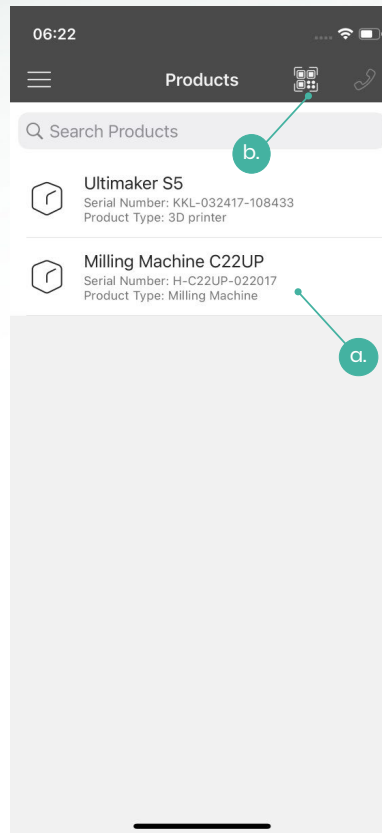 06:22
Products
Search Products
b.
Ultimaker S5
Serial Number: KKL-032417-108433
Product Type: 3D printer
Milling Machine C22UP
Serial Number: H-C22UP-022017
Product Type: Milling Machine
a.